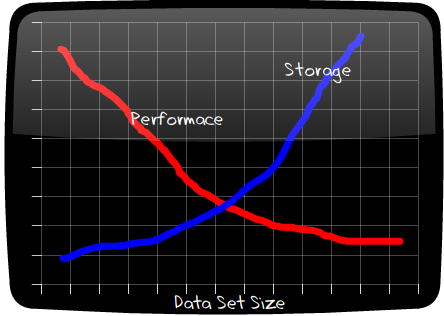 Storage
Performace
Data Set Size